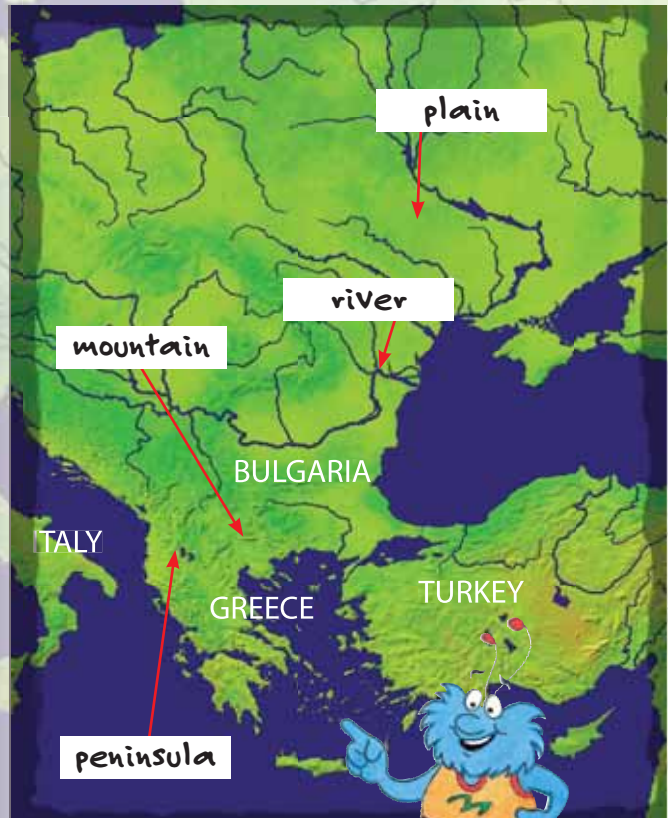 plain
river
mountain
BULGARIA
ITALY
TURKEY
GREECE
peninsula